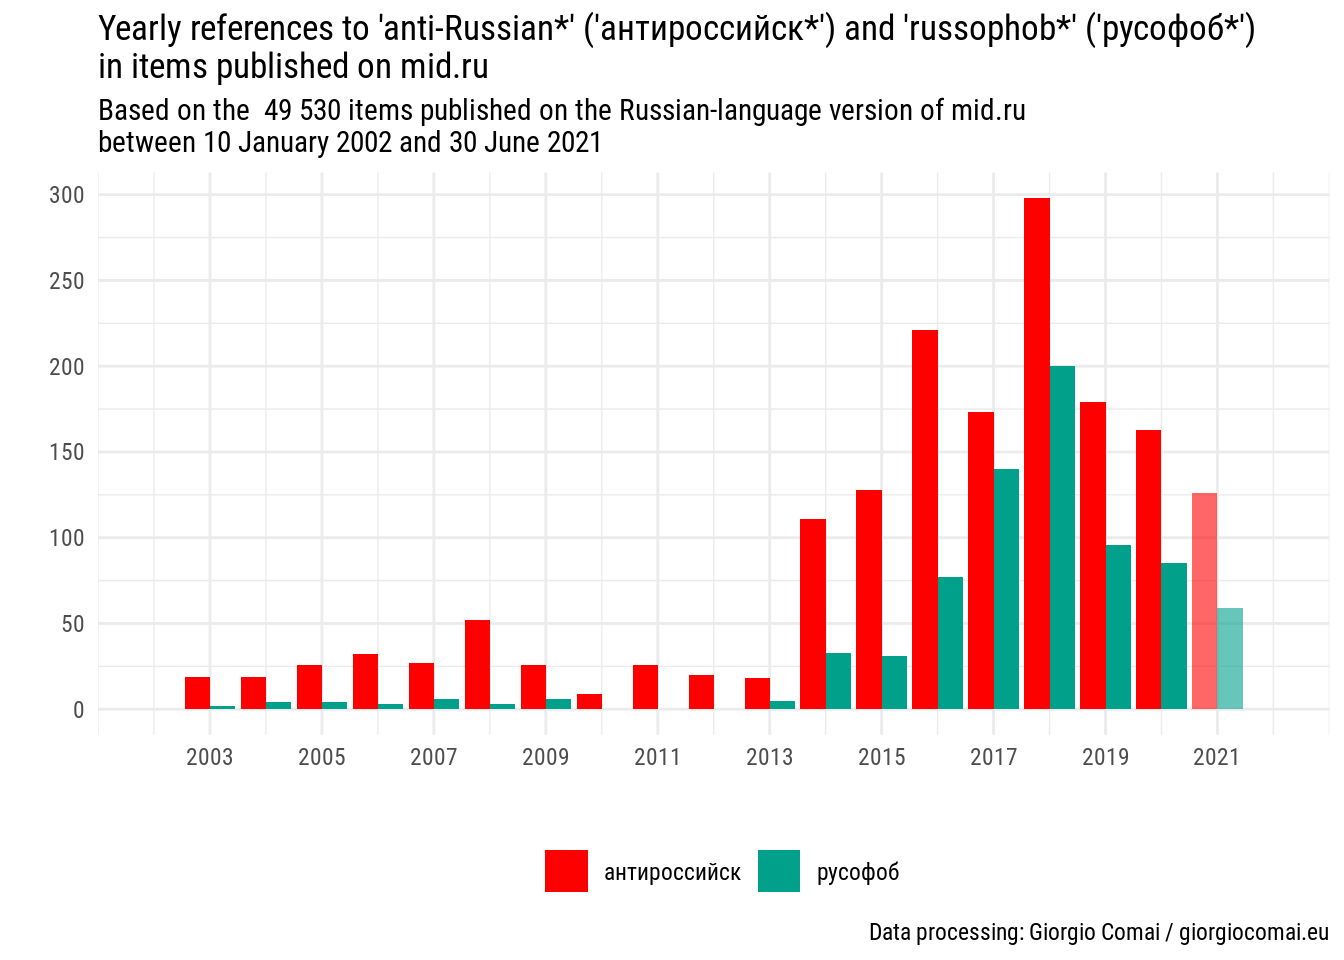 Yearly references to 'anti-Russian*' ('антироссийск*') and 'russophob*' ('русофоб*')
in items published on mid.ru
Based on the  49 530 items published on the Russian-language version of mid.ru
between 10 January 2002 and 30 June 2021
300
250
200
150
100
50
0
2003 2005 2007 2009 2011 2013 2015 2017 2019 2021
антироссийск русофоб
Data processing: Giorgio Comai / giorgiocomai.eu